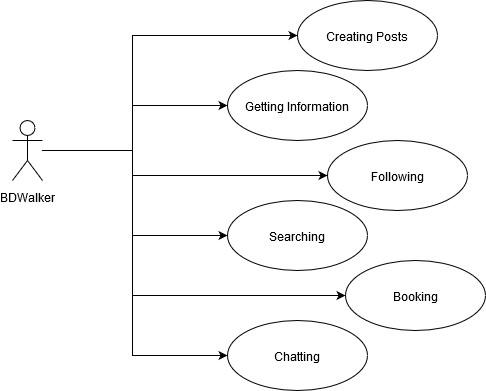 Creating Posts
Getting Information
BDWalker
Following
Searching
Booking
Chatting